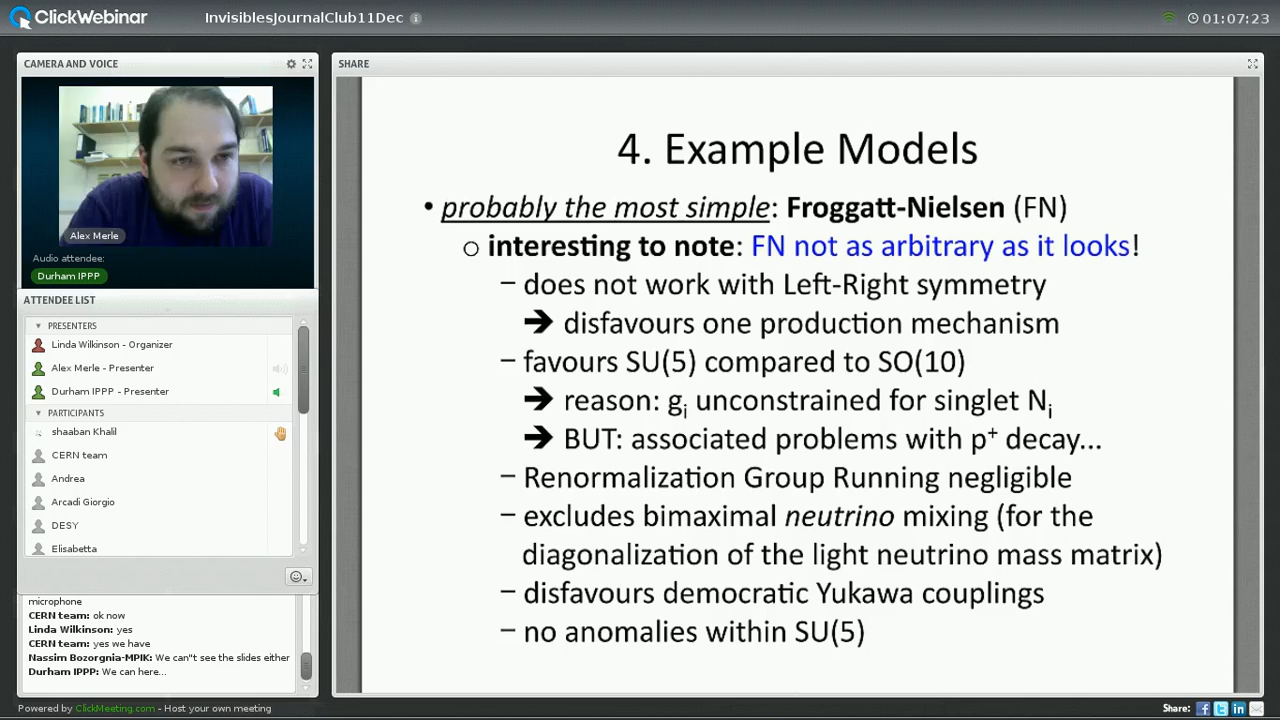 ClickWebinar
InvisiblesJournalClub11Dec
01:07:23
CAMERA AND VOICE
Alex Merle
Audio attendee:
Durham IPPP
ATTENDEE LIST
PRESENTERS
Linda Wilkinson - Organizer
Alex Merle - Presenter
Durham IPPP - Presenter
PARTICIPANTS
shaaban Khalil
CERN team
Andrea
Arcadi Giorgio
DESY
Elisabetta
microphone
CERN team: ok now
Linda Wilkinson: yes
CERN team: yes we have
Nassim Bozorgnia-MPIK: We can"t see the slides either
Durham IPPP: We can here...
SHARE
4. Example Models
• probably the most simple: Froggatt-Nielsen (FN)
o interesting to note: FN not as arbitrary as it looks!
– does not work with Left-Right symmetry
➔ disfavours one production mechanism
– favours SU(5) compared to SO(10)
➔ reason: gᵢ unconstrained for singlet Nᵢ
➔ BUT: associated problems with p⁺ decay...
– Renormalization Group Running negligible
– excludes bimaximal neutrino mixing (for the
diagonalization of the light neutrino mass matrix)
– disfavours democratic Yukawa couplings
– no anomalies within SU(5)
Powered by ClickMeeting.com - Host your own meeting
Share: